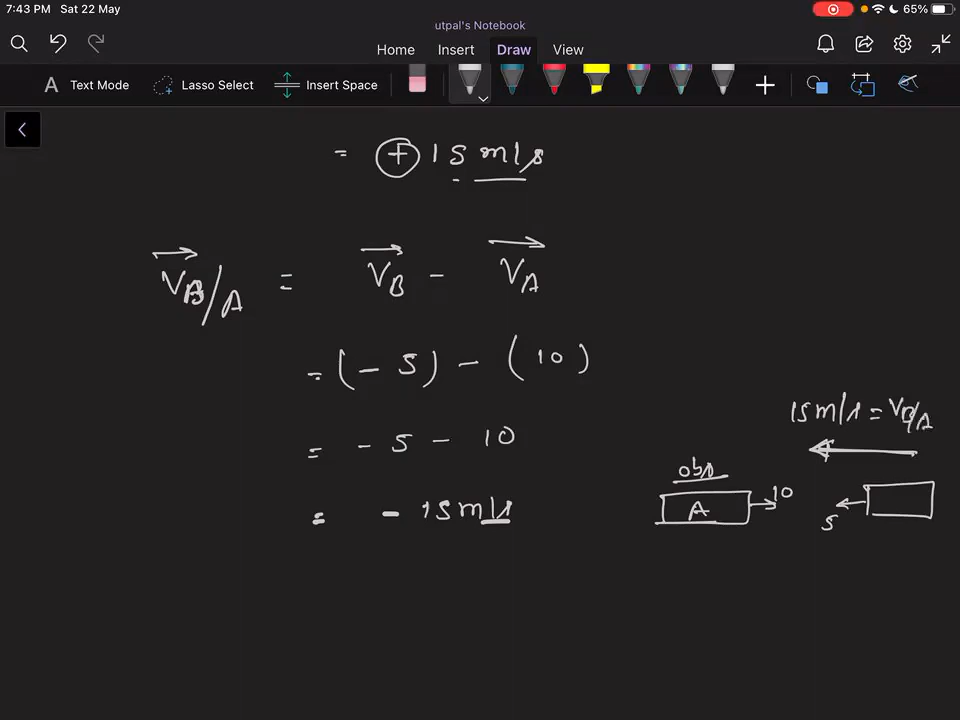 7:43 PM Sat 22 May
65%
utpal's Notebook
Home Insert Draw View
A Text Mode Lasso Select Insert Space
= + 15 m/s
V⃗B/A = V⃗B - V⃗A
= (- 5) - (10)
= - 5 - 10
= - 15 m/s
15 m/s = VB/A
obs
A 10
5